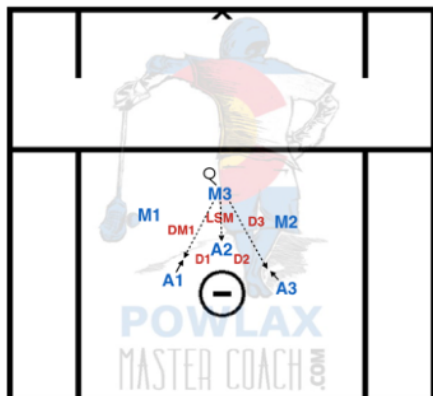 Q
M3
M1 LSM D3 M2
DM1
A2
D1 D2
A1 A3
POWLAX
MASTER COACH .COM